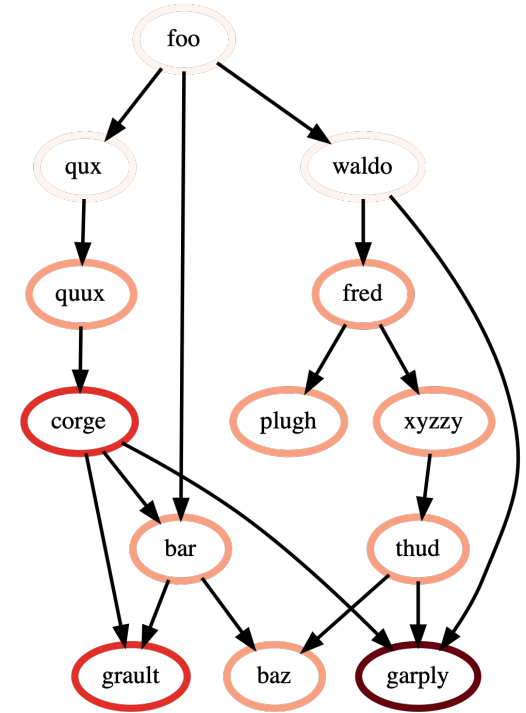 foo
qux
waldo
quux
fred
corge
plugh
xyzzy
bar
thud
grault
baz
garply